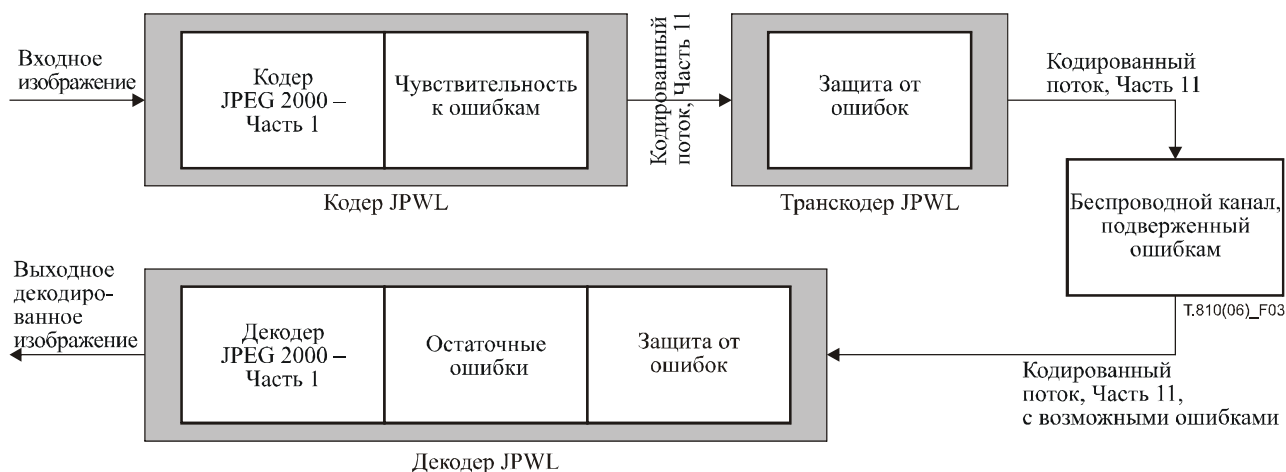 Входное
изображение
Кодер
JPEG 2000 –
Часть 1
Чувствительность
к ошибкам
Кодер JPWL
Кодированный
поток, Часть 11
Защита от
ошибок
Транскодер JPWL
Кодированный
поток, Часть 11
Беспроводной канал,
подверженный
ошибкам
T.810(06)_F03
Кодированный
поток, Часть 11,
с возможными ошибками
Защита от
ошибок
Остаточные
ошибки
Декодер
JPEG 2000 –
Часть 1
Декодер JPWL
Выходное
декодиро-
ванное
изображение